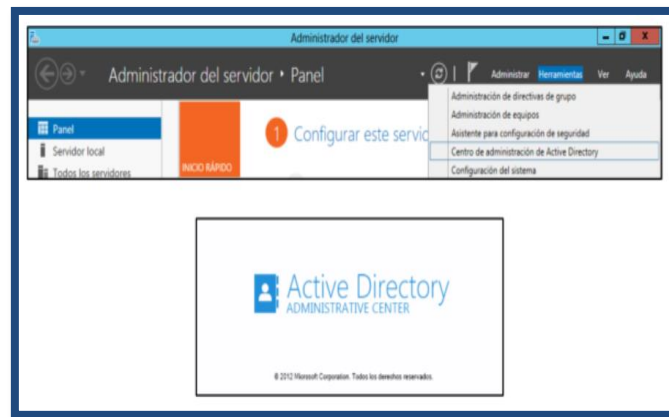 Administrador del servidor
Administrador del servidor • Panel
Administrar Herramientas Ver Ayuda
Panel
Servidor local
Todos los servidores
INICIO RÁPIDO
1 Configurar este servic
Administración de directivas de grupo
Administración de equipos
Asistente para configuración de seguridad
Centro de administración de Active Directory
Configuración del sistema
Active Directory
ADMINISTRATIVE CENTER
© 2012 Microsoft Corporation. Todos los derechos reservados.